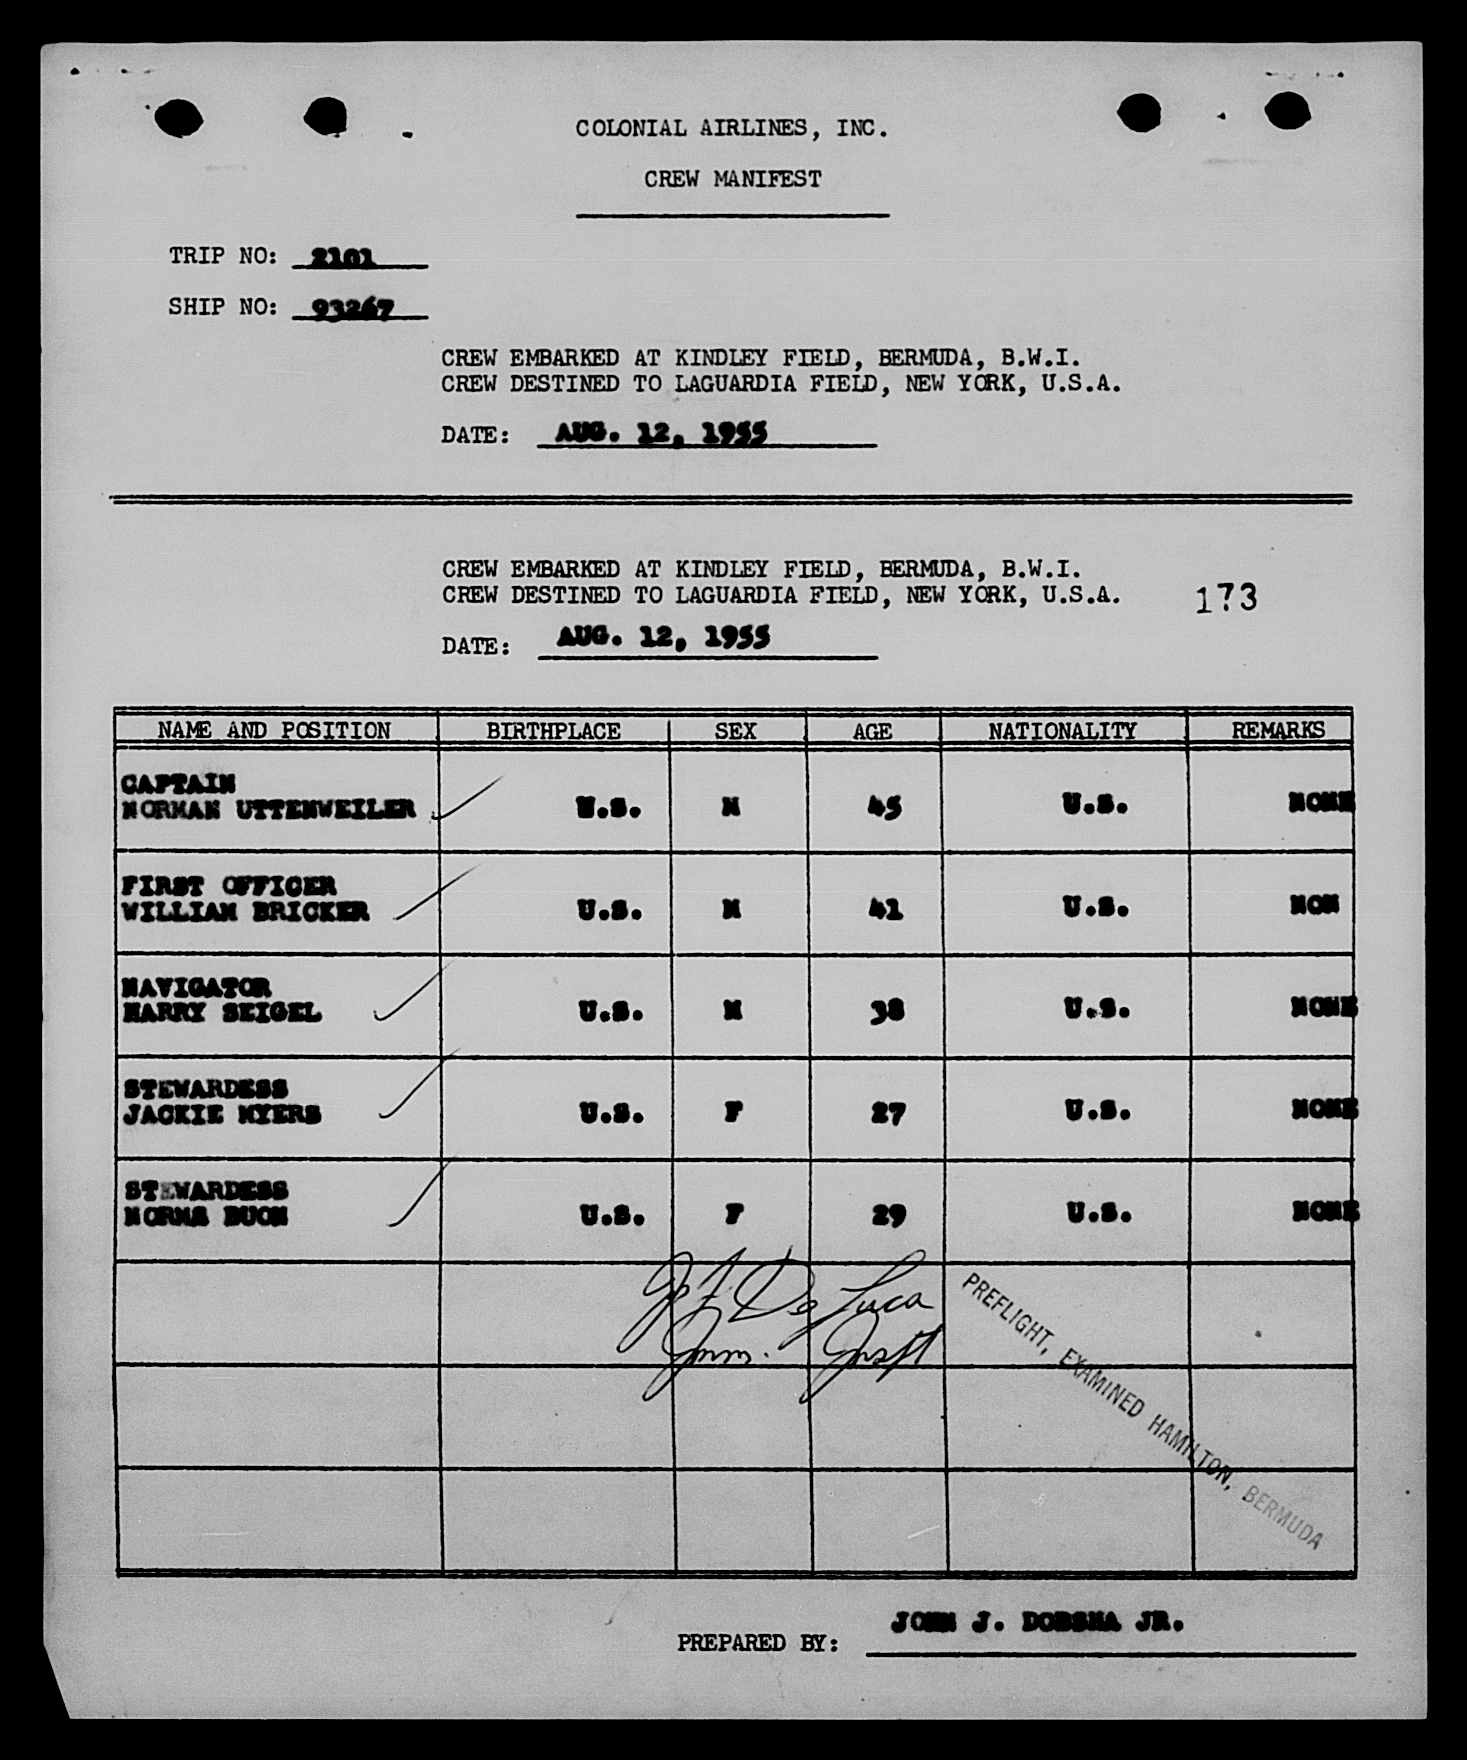 COLONIAL AIRLINES, INC.
CREW MANIFEST
TRIP NO: 2101
SHIP NO: 93267
CREW EMBARKED AT KINDLEY FIELD, BERMUDA, B.W.I.
CREW DESTINED TO LAGUARDIA FIELD, NEW YORK, U.S.A.
DATE: AUG. 12, 1955
CREW EMBARKED AT KINDLEY FIELD, BERMUDA, B.W.I.
CREW DESTINED TO LAGUARDIA FIELD, NEW YORK, U.S.A.
173
DATE: AUG. 12, 1955
NAME AND POSITION BIRTHPLACE SEX AGE NATIONALITY REMARKS
CAPTAIN
NORMAN UTTENWEILER U.S. M 45 U.S. NONE
FIRST OFFICER
WILLIAM BRICKER U.S. M 41 U.S. NON
NAVIGATOR
HARRY SEIGEL U.S. M 38 U.S. NONE
STEWARDESS
JACKIE MYERS U.S. F 27 U.S. NONE
STEWARDESS
NORMA U.S. F 29 U.S. NONE
De Luca
Imm. Inspt
PREFLIGHT, EXAMINED HAMILTON, BERMUDA
JOHN J. JR.
PREPARED BY: